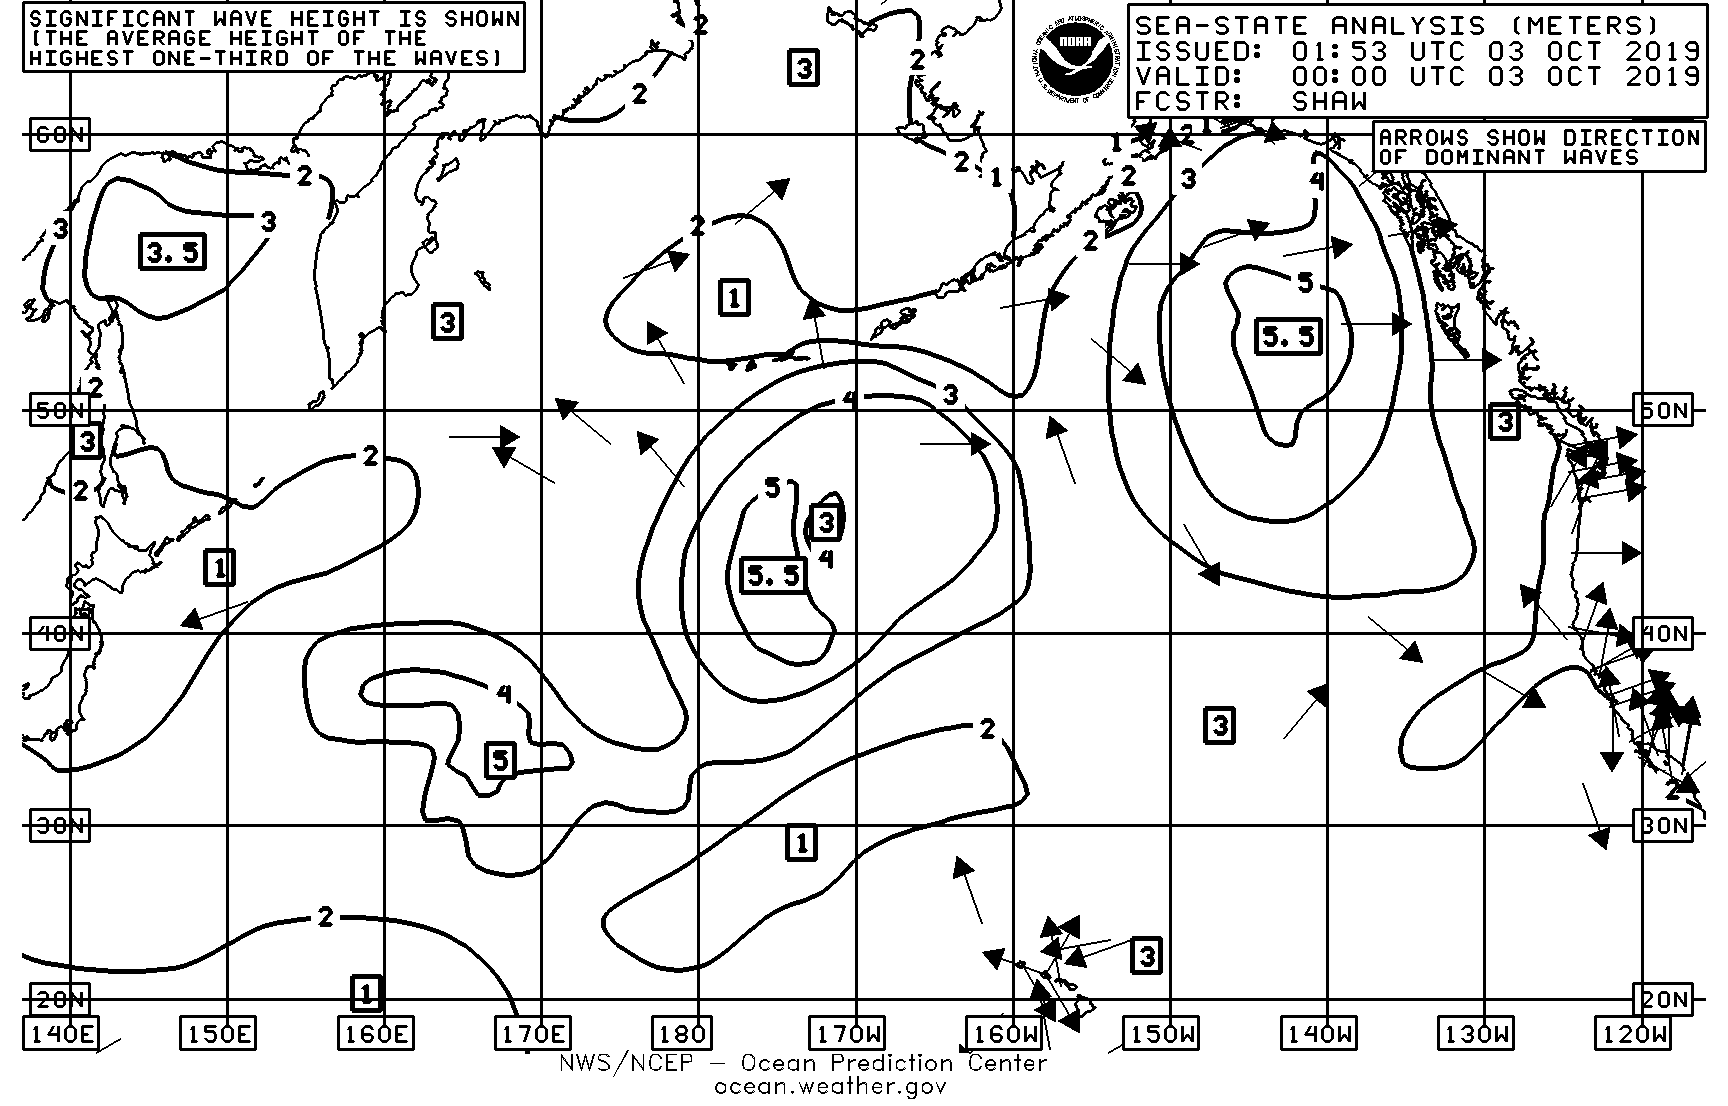 SIGNIFICANT WAVE HEIGHT IS SHOWN
(THE AVERAGE HEIGHT OF THE
HIGHEST ONE-THIRD OF THE WAVES)
NOAA
SEA-STATE ANALYSIS (METERS)
ISSUED: 01:53 UTC 03 OCT 2019
VALID: 00:00 UTC 03 OCT 2019
FCSTR: SHAW
ARROWS SHOW DIRECTION
OF DOMINANT WAVES
2
2
3
2
60N
1
2
2
2
1
2
3
4
3
3
2
2
3.5
1
5
3
5.5
2
50N
4
3
3
50N
3
2
2
5
3
4
1
5.5
40N
40N
4
3
2
5
2
30N
1
30N
2
3
20N
1
20N
140E 150E 160E 170E 180 170W 160W 150W 140W 130W 120W
NWS/NCEP – Ocean Prediction Center
ocean.weather.gov